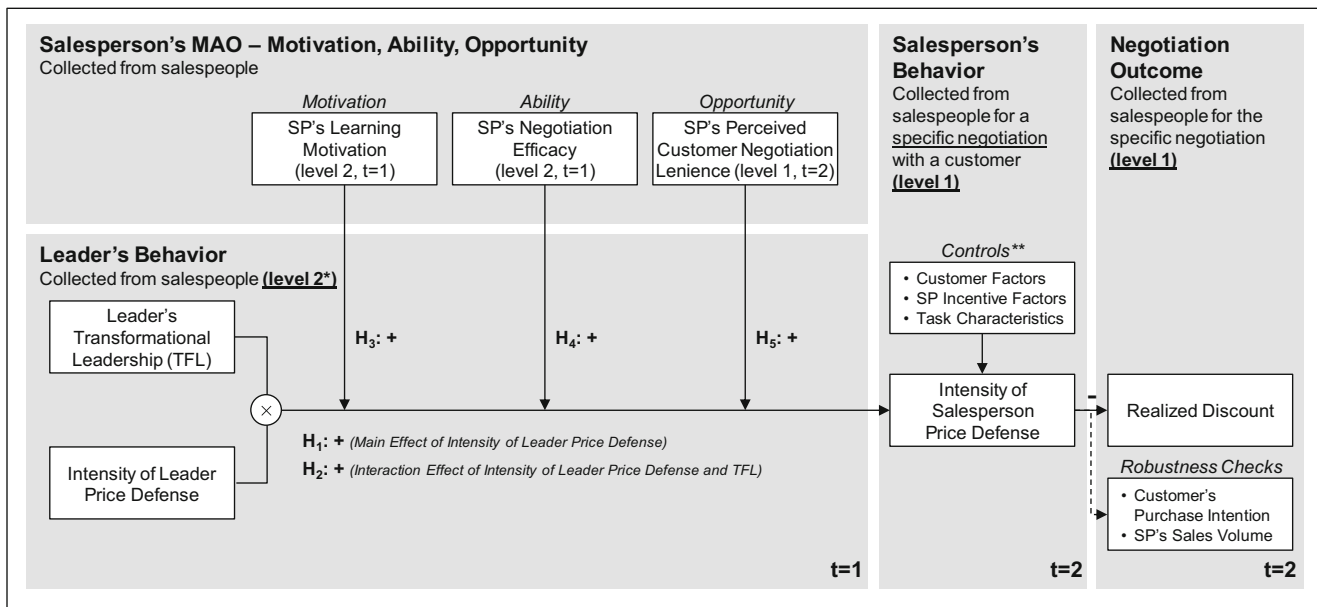 Salesperson's MAO – Motivation, Ability, Opportunity
Collected from salespeople
Motivation
SP's Learning
Motivation
(level 2, t=1)
Ability
SP's Negotiation
Efficacy
(level 2, t=1)
Opportunity
SP's Perceived
Customer Negotiation
Lenience (level 1, t=2)
Leader's Behavior
Collected from salespeople (level 2*)
Leader's
Transformational
Leadership (TFL)
×
Intensity of Leader
Price Defense
H3: +
H4: +
H5: +
H1: + (Main Effect of Intensity of Leader Price Defense)
H2: + (Interaction Effect of Intensity of Leader Price Defense and TFL)
t=1
Salesperson's
Behavior
Collected from
salespeople for a
specific negotiation
with a customer
(level 1)
Controls**
• Customer Factors
• SP Incentive Factors
• Task Characteristics
Intensity of
Salesperson
Price Defense
t=2
Negotiation
Outcome
Collected from
salespeople for the
specific negotiation
(level 1)
-
Realized Discount
Robustness Checks
• Customer's
Purchase Intention
• SP's Sales Volume
t=2